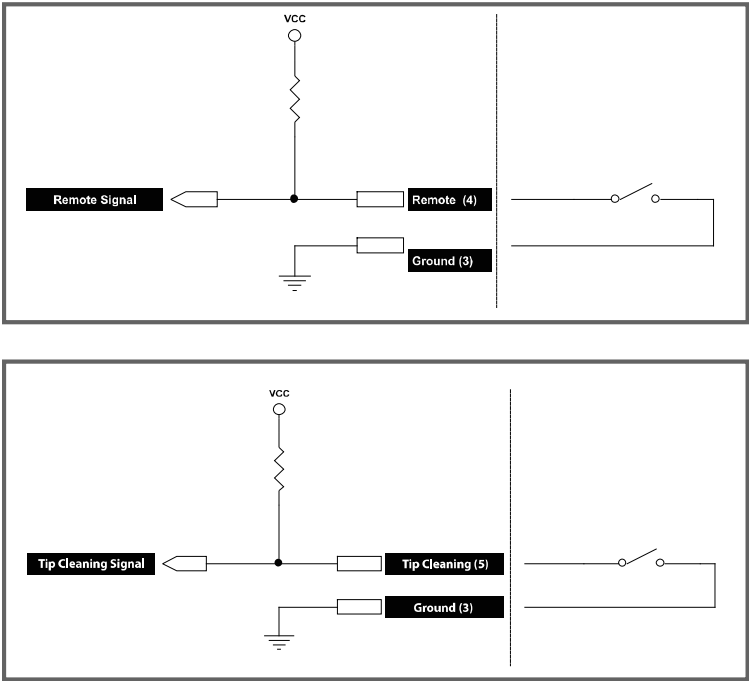 VCC
Remote Signal
Remote (4)
Ground (3)
VCC
Tip Cleaning Signal
Tip Cleaning (5)
Ground (3)